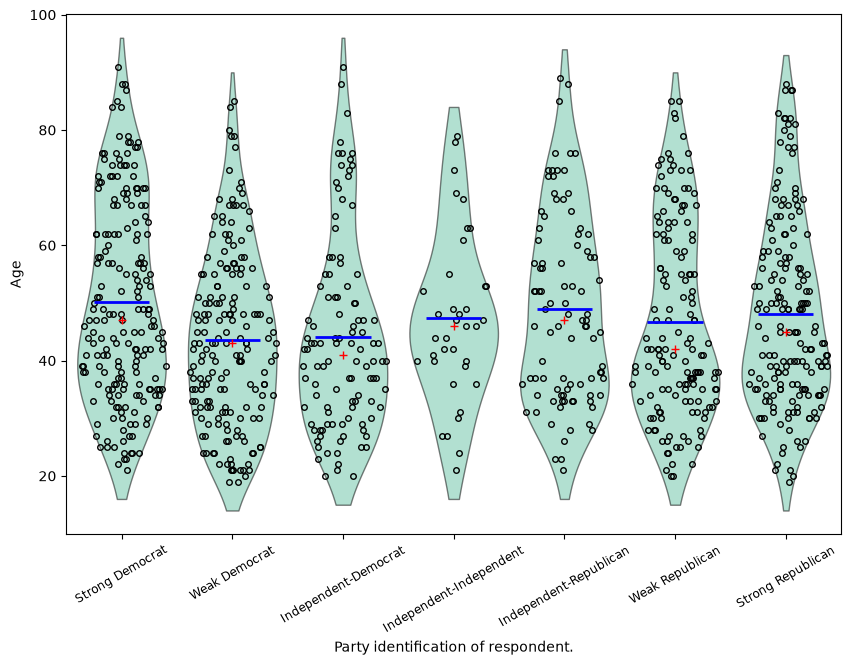 100
80
60
40
20
Age
Strong Democrat
Weak Democrat
Independent-Democrat
Independent-Independent
Independent-Republican
Weak Republican
Strong Republican
Party identification of respondent.